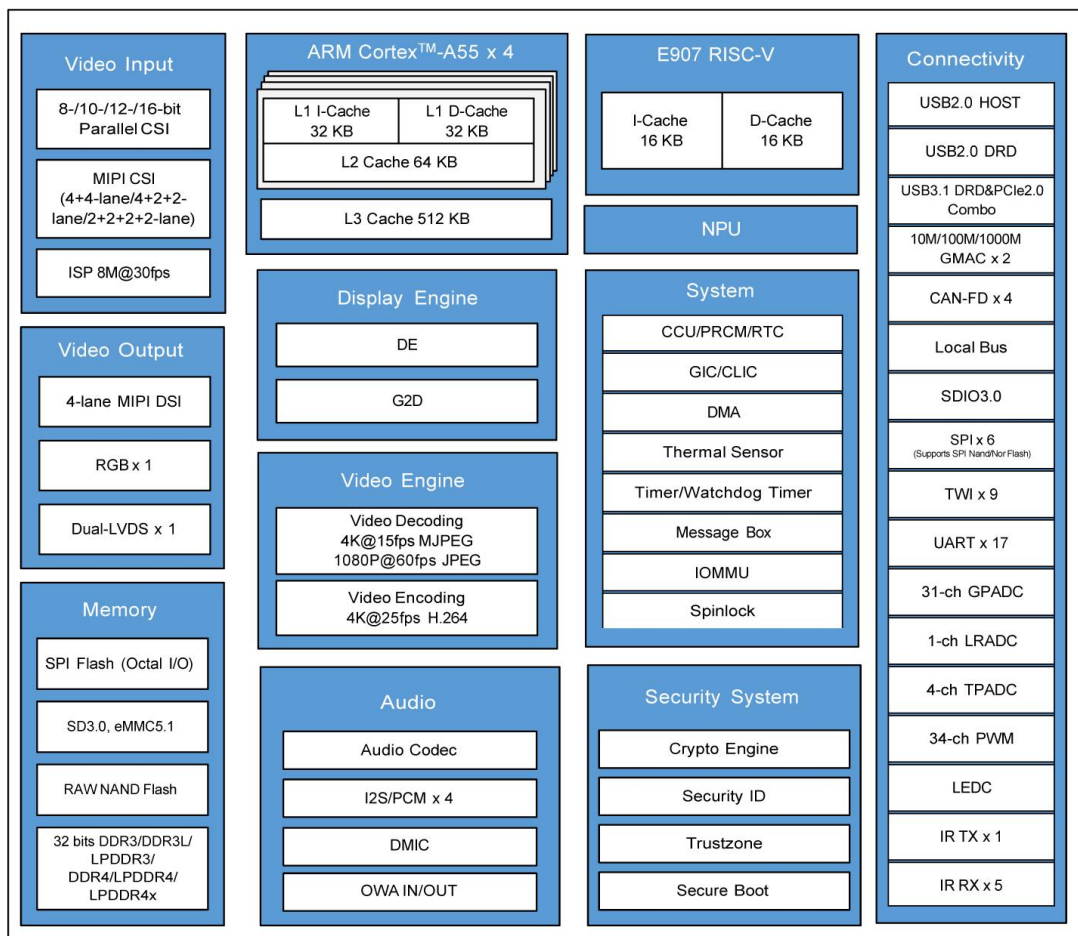 Video Input
8-/10-/12-/16-bit
Parallel CSI
MIPI CSI
(4+4-lane/4+2+2-
lane/2+2+2+2-lane)
ISP 8M@30fps
Video Output
4-lane MIPI DSI
RGB x 1
Dual-LVDS x 1
Memory
SPI Flash (Octal I/O)
SD3.0, eMMC5.1
RAW NAND Flash
32 bits DDR3/DDR3L/
LPDDR3/
DDR4/LPDDR4/
LPDDR4x
ARM Cortex™-A55 x 4
L1 I-Cache
32 KB
L1 D-Cache
32 KB
L2 Cache 64 KB
L3 Cache 512 KB
Display Engine
DE
G2D
Video Engine
Video Decoding
4K@15fps MJPEG
1080P@60fps JPEG
Video Encoding
4K@25fps H.264
Audio
Audio Codec
I2S/PCM x 4
DMIC
OWA IN/OUT
E907 RISC-V
I-Cache
16 KB
D-Cache
16 KB
NPU
System
CCU/PRCM/RTC
GIC/CLIC
DMA
Thermal Sensor
Timer/Watchdog Timer
Message Box
IOMMU
Spinlock
Security System
Crypto Engine
Security ID
Trustzone
Secure Boot
Connectivity
USB2.0 HOST
USB2.0 DRD
USB3.1 DRD&PCIe2.0
Combo
10M/100M/1000M
GMAC x 2
CAN-FD x 4
Local Bus
SDIO3.0
SPI x 6
(Supports SPI Nand/Nor Flash)
TWI x 9
UART x 17
31-ch GPADC
1-ch LRADC
4-ch TPADC
34-ch PWM
LEDC
IR TX x 1
IR RX x 5